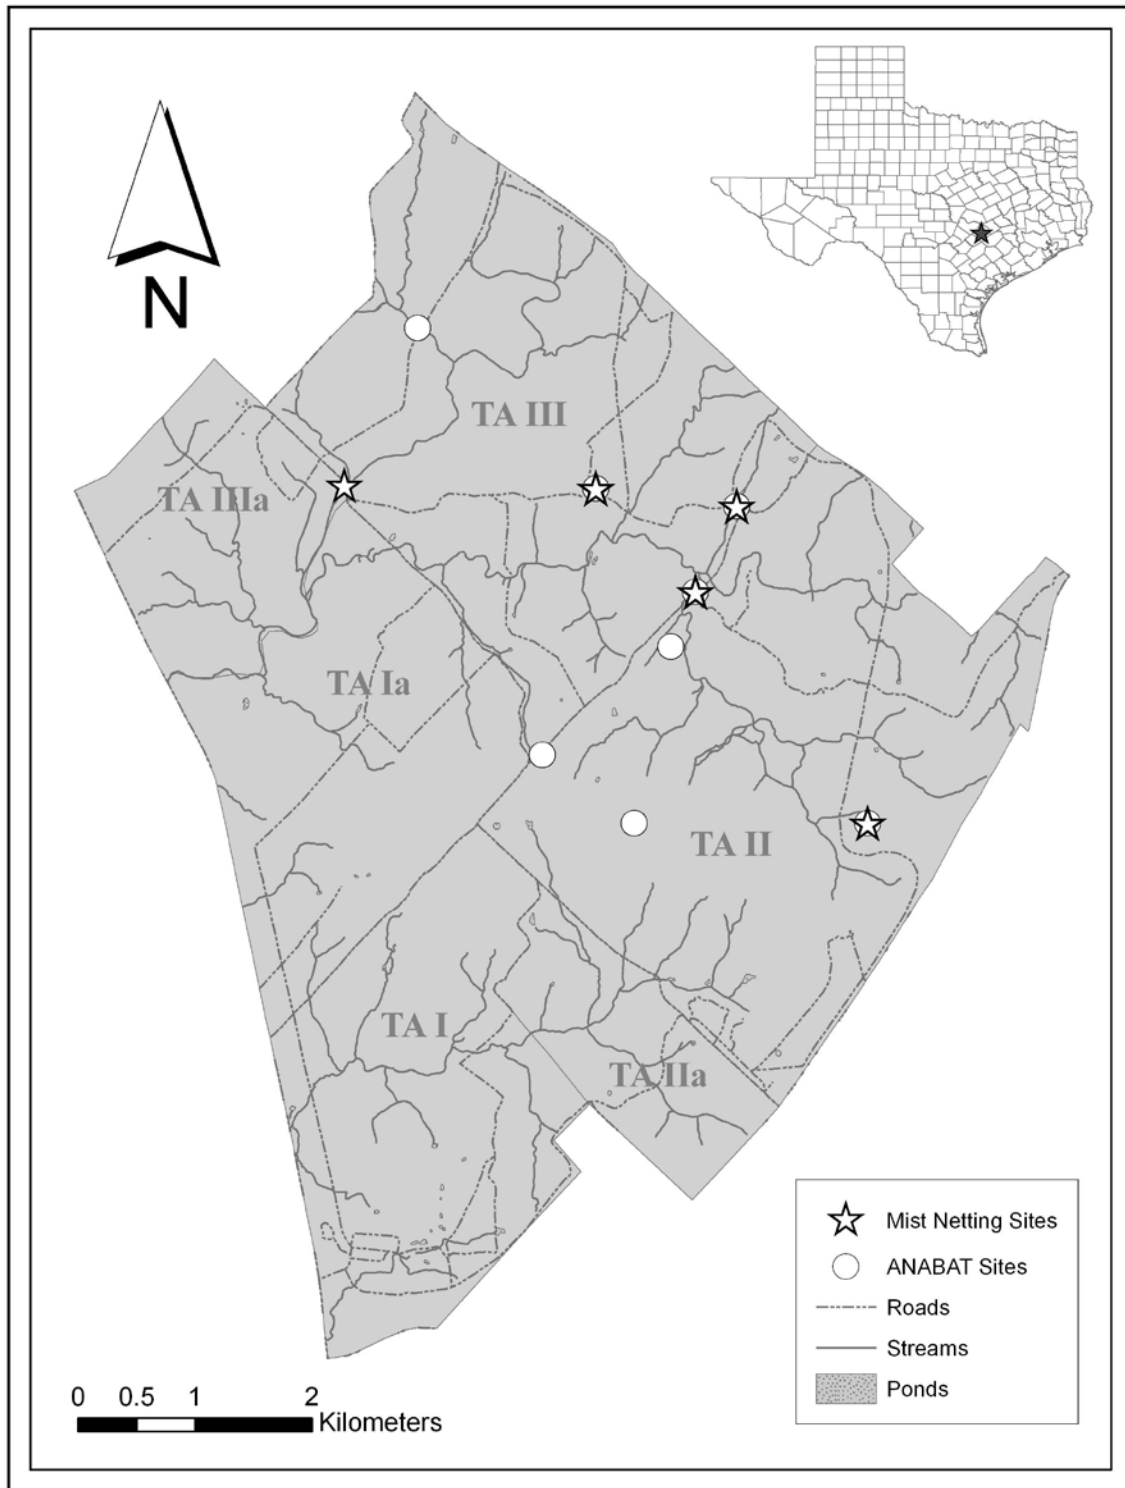 N
TA III
TA IIIa
TA Ia
TA II
TA I
TA IIa
Mist Netting Sites
ANABAT Sites
Roads
Streams
Ponds
0 0.5 1 2
Kilometers